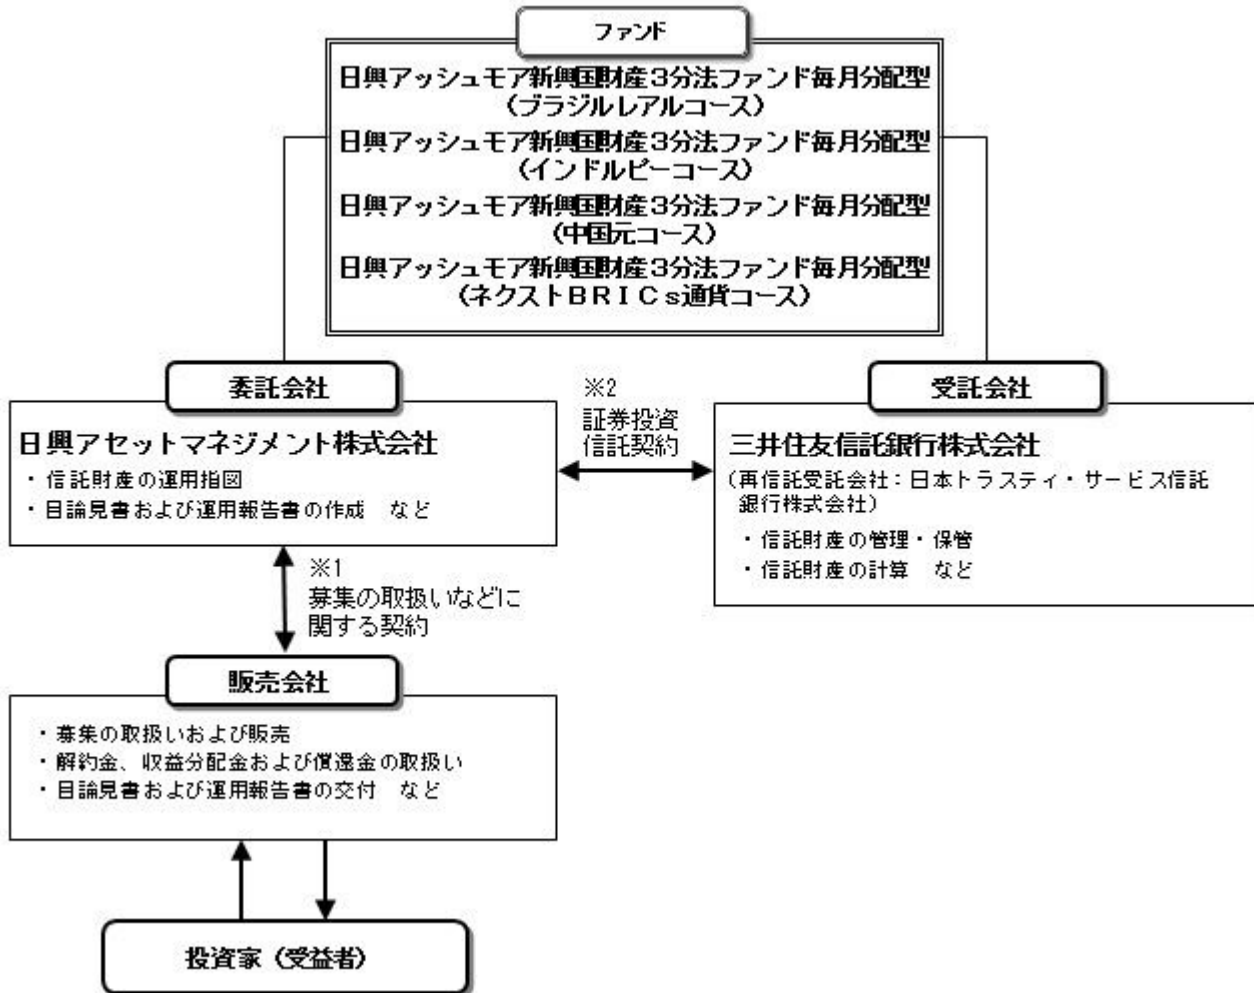 ファンド
日興アッシュモア新興国財産３分法ファンド毎月分配型
（ブラジルレアルコース）
日興アッシュモア新興国財産３分法ファンド毎月分配型
（インドルピーコース）
日興アッシュモア新興国財産３分法ファンド毎月分配型
（中国元コース）
日興アッシュモア新興国財産３分法ファンド毎月分配型
（ネクストＢＲＩＣｓ通貨コース）
委託会社
日興アセットマネジメント株式会社
・信託財産の運用指図
・目論見書および運用報告書の作成　など
※2
証券投資
信託契約
受託会社
三井住友信託銀行株式会社
（再信託受託会社：日本トラスティ・サービス信託
銀行株式会社）
・信託財産の管理・保管
・信託財産の計算　など
※1
募集の取扱いなどに
関する契約
販売会社
・募集の取扱いおよび販売
・解約金、収益分配金および償還金の取扱い
・目論見書および運用報告書の交付　など
投資家（受益者）